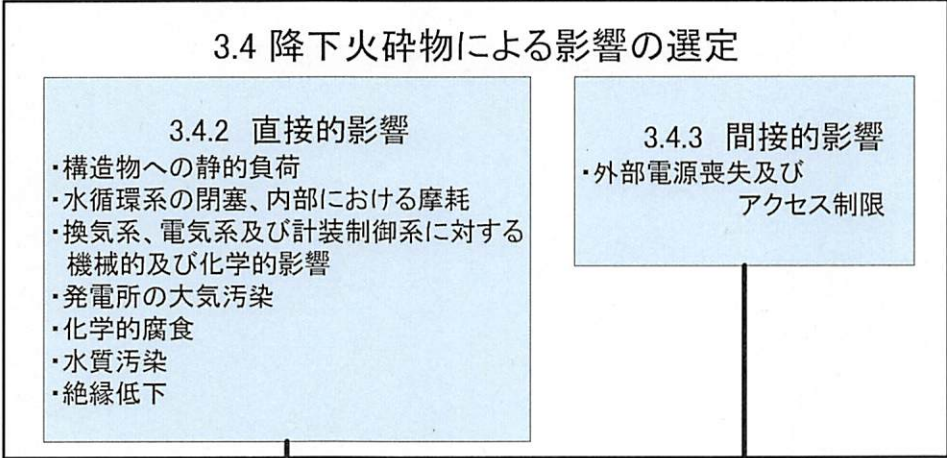 3.4 降下火砕物による影響の選定
3.4.2 直接的影響
・構造物への静的負荷
・水循環系の閉塞、内部における摩耗
・換気系、電気系及び計装制御系に対する
機械的及び化学的影響
・発電所の大気汚染
・化学的腐食
・水質汚染
・絶縁低下
3.4.3 間接的影響
・外部電源喪失及び
アクセス制限